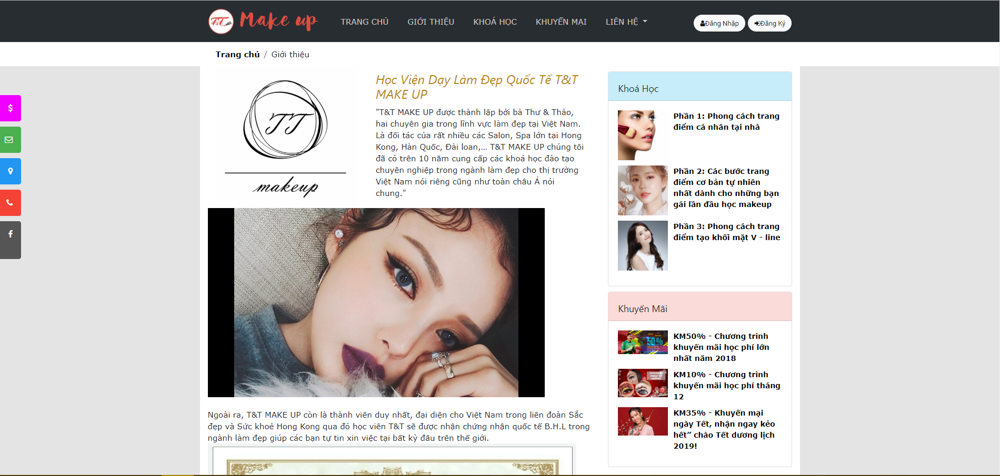 T&T Make up
TRANG CHỦ
GIỚI THIỆU
KHOÁ HỌC
KHUYẾN MẠI
LIÊN HỆ
Đăng Nhập
Đăng Ký
Trang chủ / Giới thiệu
TT
makeup
Học Viện Dạy Làm Đẹp Quốc Tế T&T
MAKE UP
"T&T MAKE UP được thành lập bởi bà Thư & Thảo,
hai chuyên gia trong lĩnh vực làm đẹp tại Việt Nam.
Là đối tác của rất nhiều các Salon, Spa lớn tại Hong
Kong, Hàn Quốc, Đài loan,... T&T MAKE UP chúng tôi
đã có trên 10 năm cung cấp các khoá học đào tạo
chuyên nghiệp trong ngành làm đẹp cho thị trường
Việt Nam nói riêng cũng như toàn châu Á nói
chung."
Ngoài ra, T&T MAKE UP còn là thành viên duy nhất, đại diện cho Việt Nam trong liên đoàn Sắc
đẹp và Sức khoẻ Hong Kong qua đó học viên T&T sẽ được nhận chứng nhận quốc tế B.H.L trong
ngành làm đẹp giúp các bạn tự tin xin việc tại bất kỳ đâu trên thế giới.
Khoá Học
Phần 1: Phong cách trang
điểm cá nhân tại nhà
Phần 2: Các bước trang
điểm cơ bản tự nhiên
nhất dành cho những bạn
gái lần đầu học makeup
Phần 3: Phong cách trang
điểm tạo khối mặt V - line
Khuyến Mãi
50%
KM50% - Chương trình
khuyến mãi học phí lớn
nhất năm 2018
KM10% - Chương trình
khuyến mãi học phí tháng
12
KM35% - Khuyến mại
ngày Tết, nhận ngay kẻo
hết” chào Tết dương lịch
2019!